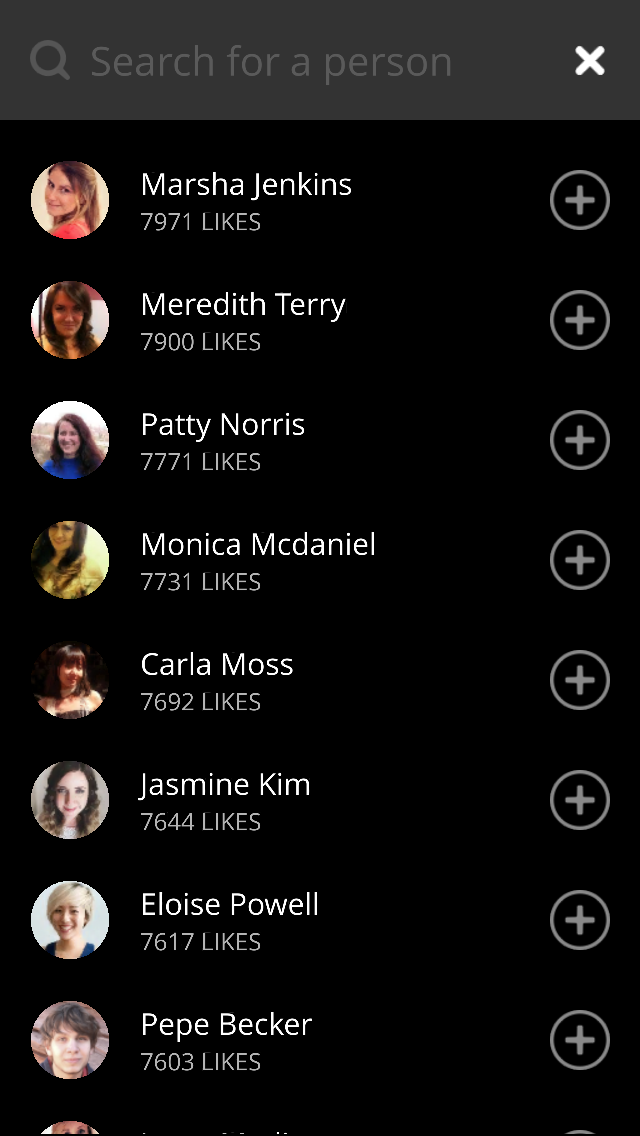 Search for a person
Marsha Jenkins
7971 LIKES
Meredith Terry
7900 LIKES
Patty Norris
7771 LIKES
Monica Mcdaniel
7731 LIKES
Carla Moss
7692 LIKES
Jasmine Kim
7644 LIKES
Eloise Powell
7617 LIKES
Pepe Becker
7603 LIKES